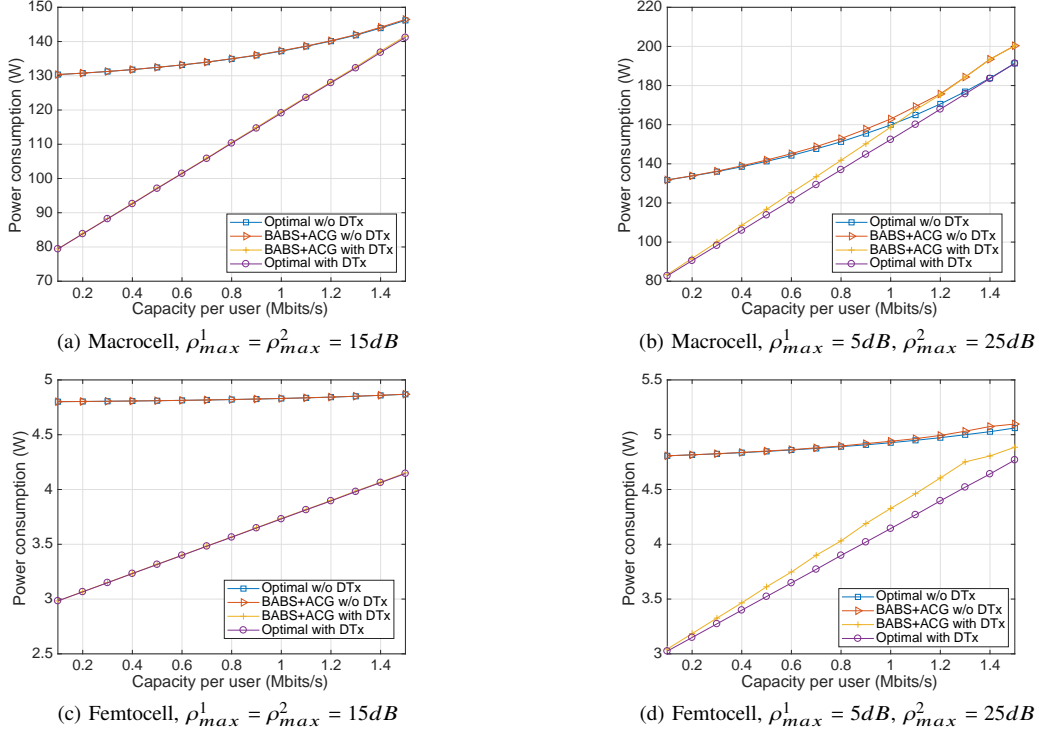 150
140
130
120
110
100
90
80
70
Power consumption (W)
Optimal w/o DTx
BABS+ACG w/o DTx
BABS+ACG with DTx
Optimal with DTx
0.2 0.4 0.6 0.8 1 1.2 1.4
Capacity per user (Mbits/s)
(a) Macrocell, ρ¹max = ρ²max = 15dB
220
200
180
160
140
120
100
80
Power consumption (W)
Optimal w/o DTx
BABS+ACG w/o DTx
BABS+ACG with DTx
Optimal with DTx
0.2 0.4 0.6 0.8 1 1.2 1.4
Capacity per user (Mbits/s)
(b) Macrocell, ρ¹max = 5dB, ρ²max = 25dB
5
4.5
4
3.5
3
2.5
Power consumption (W)
Optimal w/o DTx
BABS+ACG w/o DTx
BABS+ACG with DTx
Optimal with DTx
0.2 0.4 0.6 0.8 1 1.2 1.4
Capacity per user (Mbits/s)
(c) Femtocell, ρ¹max = ρ²max = 15dB
5.5
5
4.5
4
3.5
3
Power consumption (W)
Optimal w/o DTx
BABS+ACG w/o DTx
BABS+ACG with DTx
Optimal with DTx
0.2 0.4 0.6 0.8 1 1.2 1.4
Capacity per user (Mbits/s)
(d) Femtocell, ρ¹max = 5dB, ρ²max = 25dB